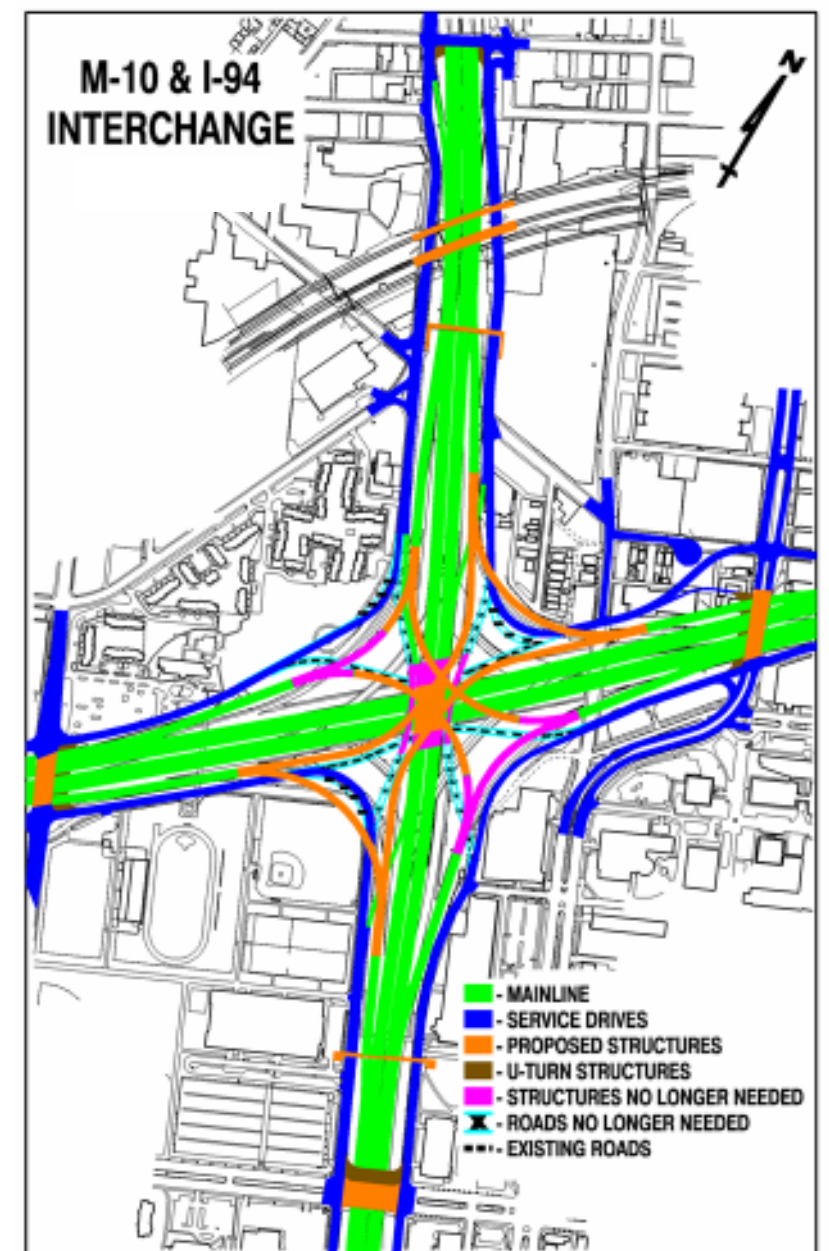 M-10 & I-94
INTERCHANGE
N
- MAINLINE
- SERVICE DRIVES
- PROPOSED STRUCTURES
- U-TURN STRUCTURES
- STRUCTURES NO LONGER NEEDED
- ROADS NO LONGER NEEDED
- EXISTING ROADS